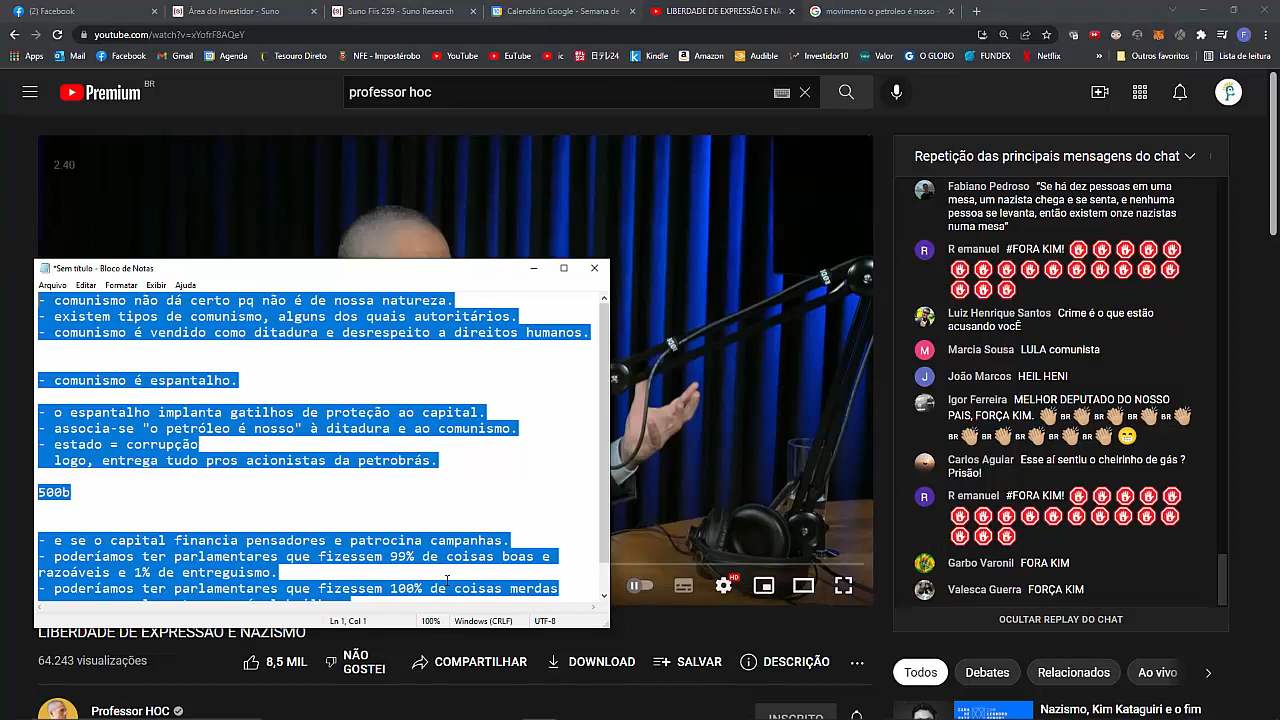 (2) Facebook
Área do Investidor - Suno
Suno Fiis 259 - Suno Research
Calendário Google - Semana de
LIBERDADE DE EXPRESSÃO E NA
movimento o petroleo é nosso -
youtube.com/watch?v=xYofrF8AQeY
Apps
Mail
Facebook
Gmail
Agenda
Tesouro Direto
NFE - Impostérobo
YouTube
EuTube
ic
Kindle
Amazon
Audible
Investidor10
Valor
O GLOBO
FUNDEX
Netflix
»
Outros favoritos
Lista de leitura
Premium BR
professor hoc
2.40
*Sem título - Bloco de Notas
Arquivo Editar Formatar Exibir Ajuda
- comunismo não dá certo pq não é de nossa natureza.
- existem tipos de comunismo, alguns dos quais autoritários.
- comunismo é vendido como ditadura e desrespeito a direitos humanos.
- comunismo é espantalho.
- o espantalho implanta gatilhos de proteção ao capital.
- associa-se "o petróleo é nosso" à ditadura e ao comunismo.
- estado = corrupção
logo, entrega tudo pros acionistas da petrobrás.
500b
- e se o capital financia pensadores e patrocina campanhas.
- poderíamos ter parlamentares que fizessem 99% de coisas boas e
razoáveis e 1% de entreguismo.
- poderíamos ter parlamentares que fizessem 100% de coisas merdas
Ln 1, Col 1
100%
Windows (CRLF)
UTF-8
HD
LIBERDADE DE EXPRESSÃO E NAZISMO
64.243 visualizações
8,5 MIL
NÃO
GOSTEI
COMPARTILHAR
DOWNLOAD
SALVAR
DESCRIÇÃO
Professor HOC
INSCRITO
Repetição das principais mensagens do chat
Fabiano Pedroso "Se há dez pessoas em uma
mesa, um nazista chega e se senta, e nenhuma
pessoa se levanta, então existem onze nazistas
numa mesa"
R emanuel #FORA KIM!
Luiz Henrique Santos Crime é o que estão
acusando vocÊ
Marcia Sousa LULA comunista
João Marcos HEIL HENI
Igor Ferreira MELHOR DEPUTADO DO NOSSO
PAIS, FORÇA KIM. BR BR BR BR
BR BR BR BR BR
Carlos Aguiar Esse aí sentiu o cheirinho de gás ?
Prisão!
R emanuel #FORA KIM!
Garbo Varonil FORA KIM
Valesca Guerra FORÇA KIM
OCULTAR REPLAY DO CHAT
Todos
Debates
Relacionados
Ao vivo
Nazismo, Kim Kataguiri e o fim